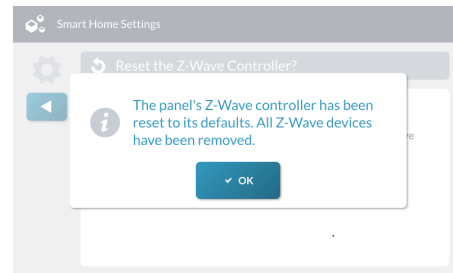 Smart Home Settings
Reset the Z-Wave Controller?
The panel's Z-Wave controller has been
reset to its defaults. All Z-Wave devices
have been removed.
OK